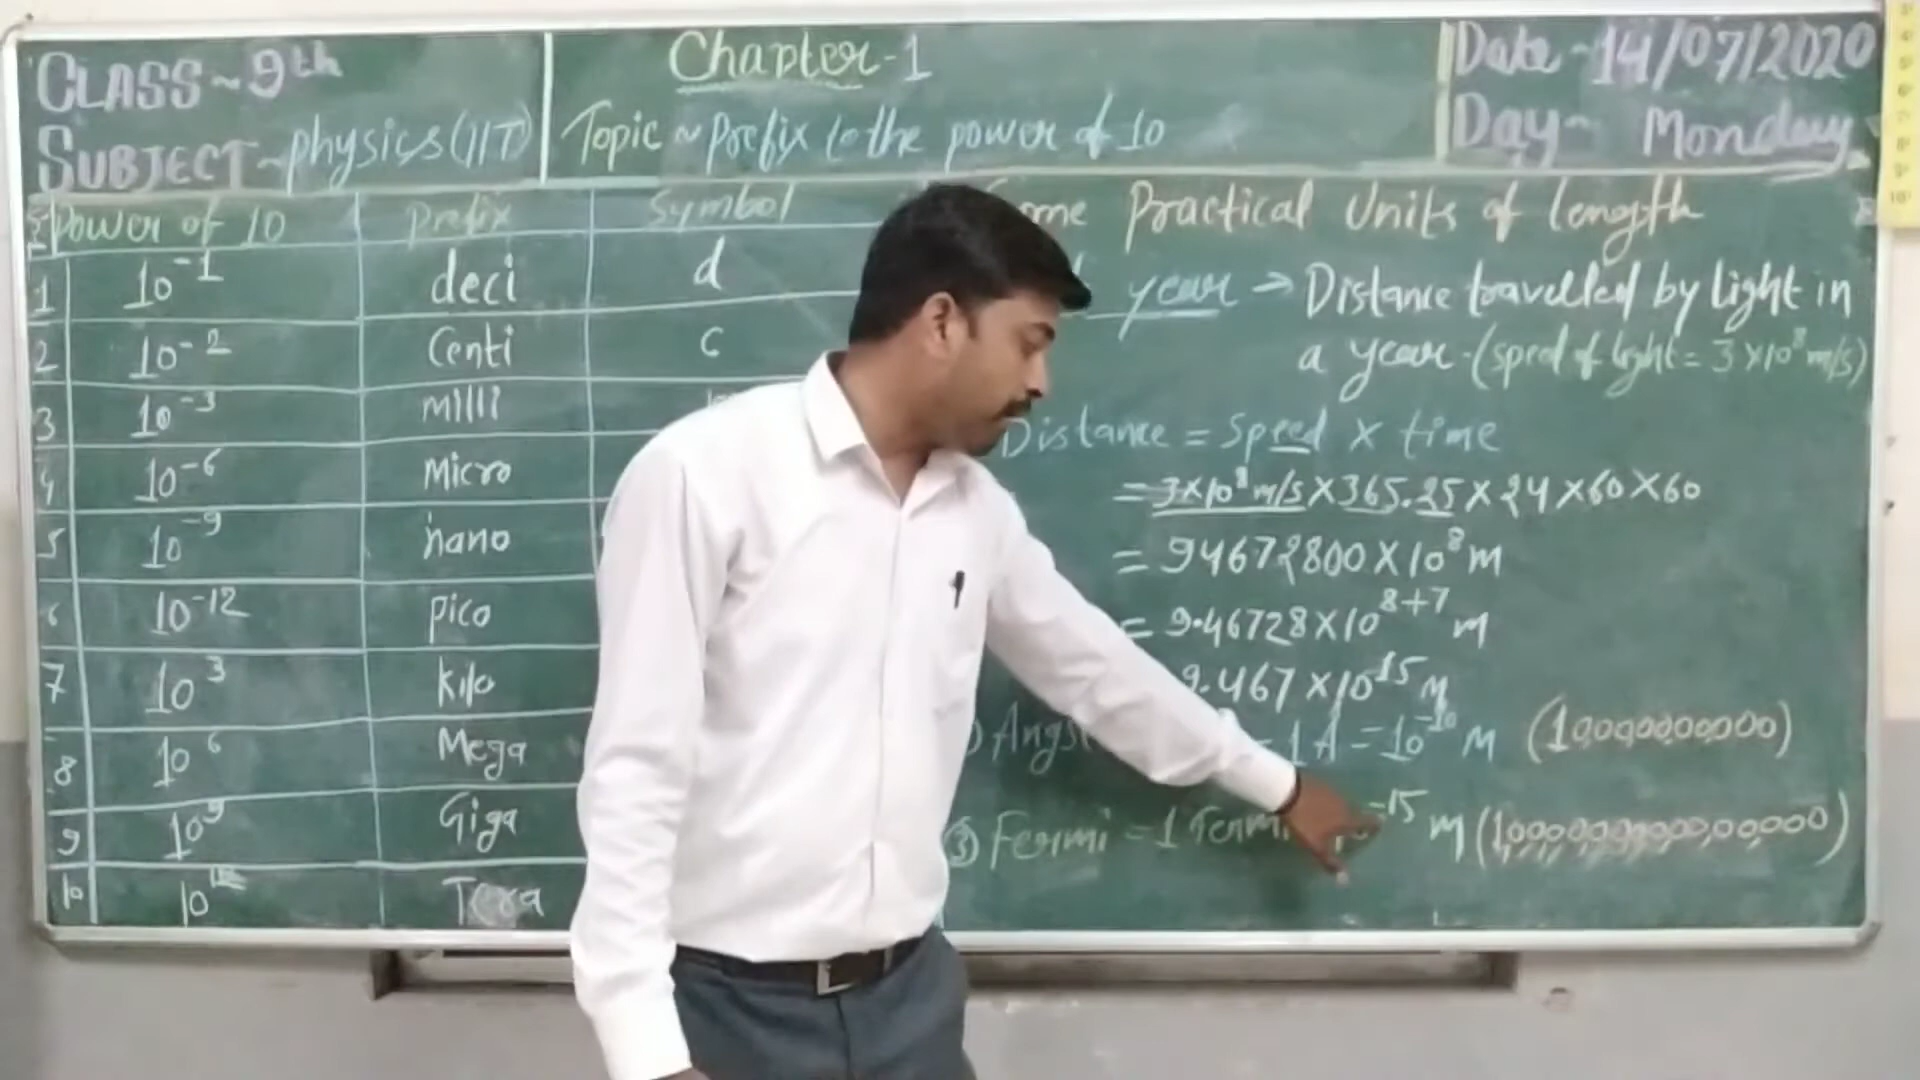 CLASS ~ 9th
SUBJECT ~ physics (IIT)
Chapter - 1
Topic ~ Prefix to the power of 10
Date - 14/07/2020
Day - Monday
Power of 10 Prefix Symbol
1 10⁻¹ deci d
2 10⁻² Centi c
3 10⁻³ Milli
4 10⁻⁶ Micro
5 10⁻⁹ nano
6 10⁻¹² pico
7 10³ kilo
8 10⁶ Mega
9 10⁹ Giga
10 10 Tera
Some Practical Units of length
year → Distance travelled by light in
a year - (speed of light = 3 × 10⁸ m/s)
Distance = Speed × time
= 3×10⁸ m/s × 365.25 × 24 × 60 × 60
= 94672800 × 10⁸ m
= 9.46728 × 10⁸⁺⁷ m
9.467 × 10¹⁵ m
1 A = 10⁻¹⁰ m (10000000000)
③ Fermi = 1 Fermi ⁻¹⁵ m